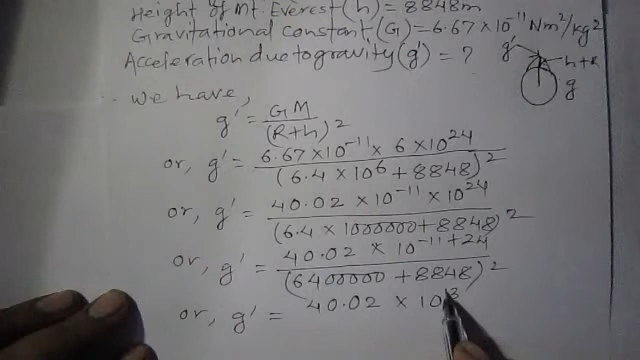 Height of Mt. Everest (h) = 8848m
Gravitational constant (G) = 6.67 × 10⁻¹¹ Nm²/kg²
Acceleration due to gravity (g') = ?
g'
h+R
g
we have,
g' = GM / (R+h)²
or, g' = 6.67 × 10⁻¹¹ × 6 × 10²⁴ / (6.4 × 10⁶ + 8848)²
or, g' = 40.02 × 10⁻¹¹ × 10²⁴ / (6.4 × 1000000 + 8848)²
or, g' = 40.02 × 10⁻¹¹⁺²⁴ / (6400000 + 8848)²
or, g' = 40.02 × 10¹³